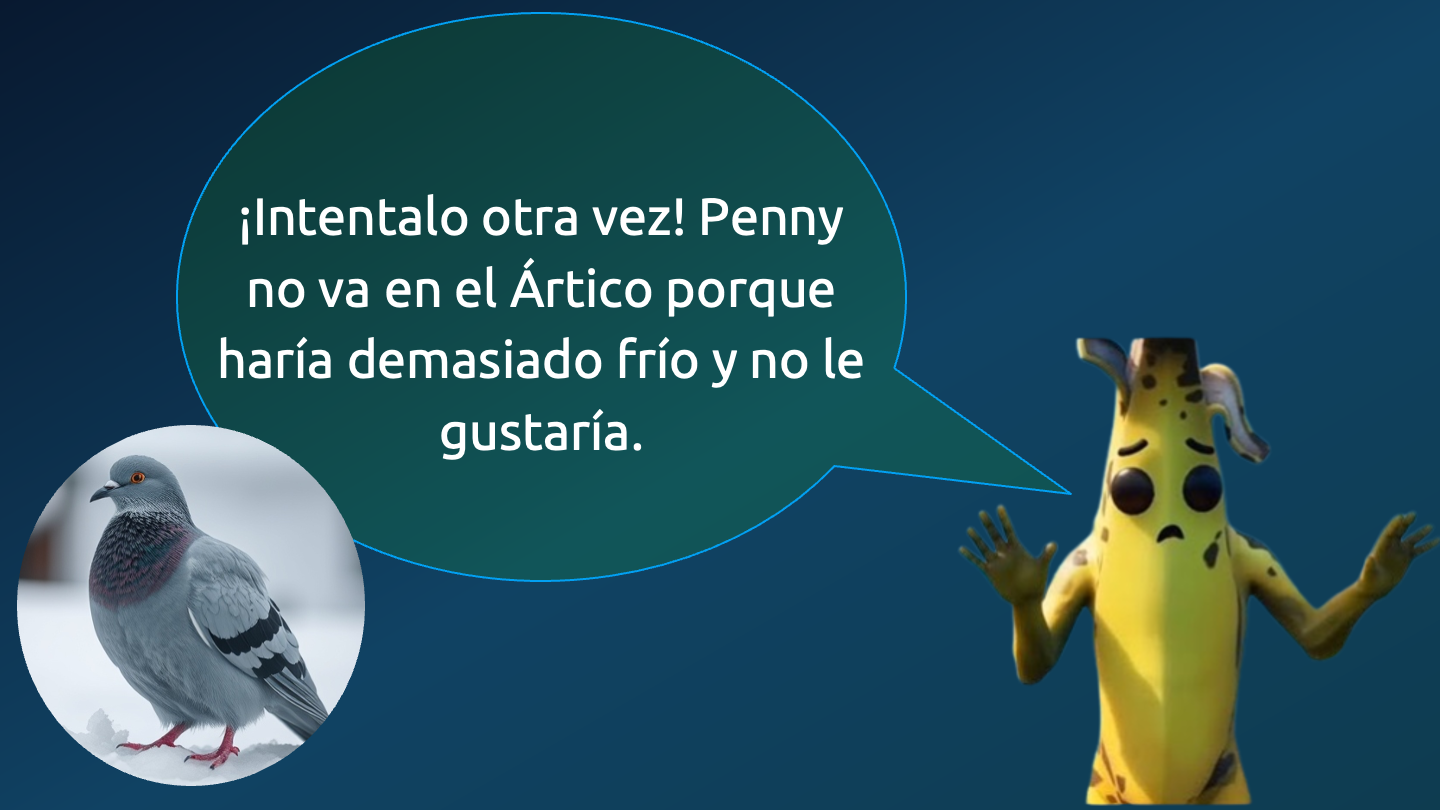 ¡Intentalo otra vez! Penny
no va en el Ártico porque
haría demasiado frío y no le
gustaría.